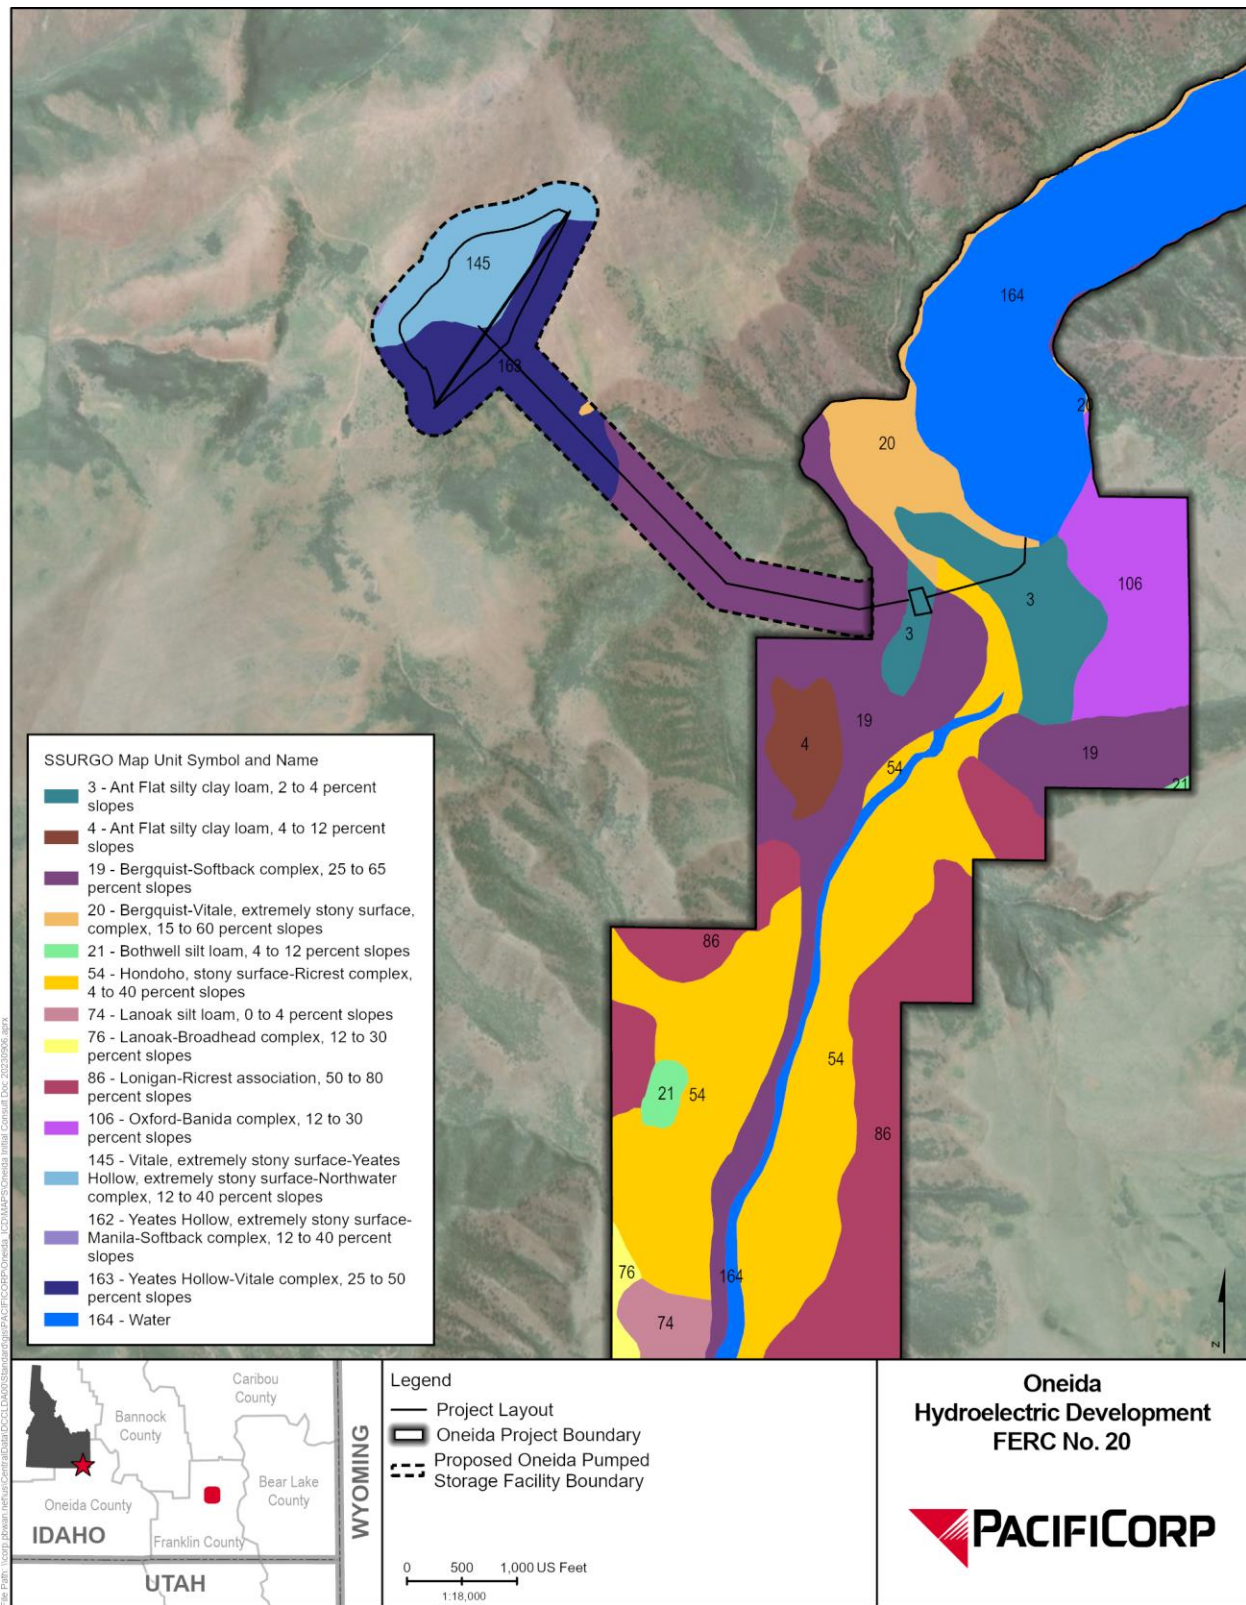 145
164
163
20
20
106
3
3
19
19
4
54
21
86
54
21
54
86
76
74
164
SSURGO Map Unit Symbol and Name
3 - Ant Flat silty clay loam, 2 to 4 percent
slopes
4 - Ant Flat silty clay loam, 4 to 12 percent
slopes
19 - Bergquist-Softback complex, 25 to 65
percent slopes
20 - Bergquist-Vitale, extremely stony surface,
complex, 15 to 60 percent slopes
21 - Bothwell silt loam, 4 to 12 percent slopes
54 - Hondoho, stony surface-Ricrest complex,
4 to 40 percent slopes
74 - Lanoak silt loam, 0 to 4 percent slopes
76 - Lanoak-Broadhead complex, 12 to 30
percent slopes
86 - Lonigan-Ricrest association, 50 to 80
percent slopes
106 - Oxford-Banida complex, 12 to 30
percent slopes
145 - Vitale, extremely stony surface-Yeates
Hollow, extremely stony surface-Northwater
complex, 12 to 40 percent slopes
162 - Yeates Hollow, extremely stony surface-
Manila-Softback complex, 12 to 40 percent
slopes
163 - Yeates Hollow-Vitale complex, 25 to 50
percent slopes
164 - Water
z
Caribou
County
Bannock
County
Bear Lake
County
Oneida County
Franklin County
IDAHO
UTAH
WYOMING
Legend
Project Layout
Oneida Project Boundary
Proposed Oneida Pumped
Storage Facility Boundary
0 500 1,000 US Feet
1:18,000
Oneida
Hydroelectric Development
FERC No. 20
PACIFICORP